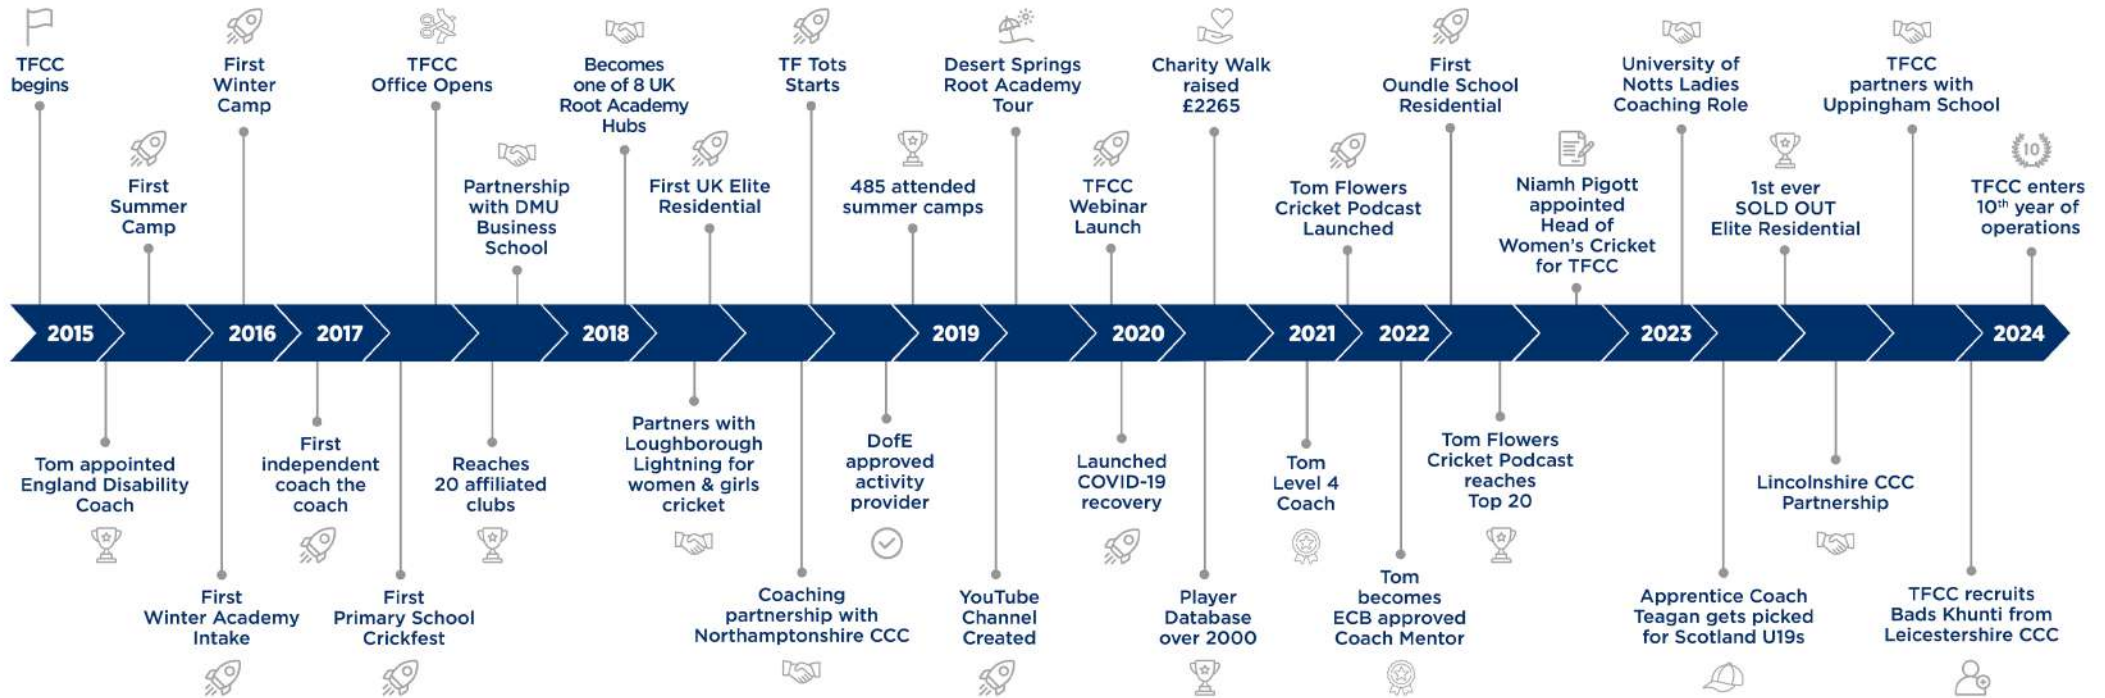 TFCC
begins
First
Winter
Camp
TFCC
Office Opens
Becomes
one of 8 UK
Root Academy
Hubs
TF Tots
Starts
Desert Springs
Root Academy
Tour
Charity Walk
raised
£2265
First
Oundle School
Residential
University of
Notts Ladies
Coaching Role
TFCC
partners with
Uppingham School
First
Summer
Camp
Partnership
with DMU
Business
School
First UK Elite
Residential
485 attended
summer camps
TFCC
Webinar
Launch
Tom Flowers
Cricket Podcast
Launched
Niamh Pigott
appointed
Head of
Women's Cricket
for TFCC
1st ever
SOLD OUT
Elite Residential
10
TFCC enters
10th year of
operations
2015
2016
2017
2018
2019
2020
2021
2022
2023
2024
Tom appointed
England Disability
Coach
First
independent
coach the
coach
Reaches
20 affiliated
clubs
Partners with
Loughborough
Lightning for
women & girls
cricket
DofE
approved
activity
provider
Launched
COVID-19
recovery
Tom
Level 4
Coach
Tom Flowers
Cricket Podcast
reaches
Top 20
Lincolnshire CCC
Partnership
First
Winter Academy
Intake
First
Primary School
Crickfest
Coaching
partnership with
Northamptonshire CCC
YouTube
Channel
Created
Player
Database
over 2000
Tom
becomes
ECB approved
Coach Mentor
Apprentice Coach
Teagan gets picked
for Scotland U19s
TFCC recruits
Bads Khunti from
Leicestershire CCC